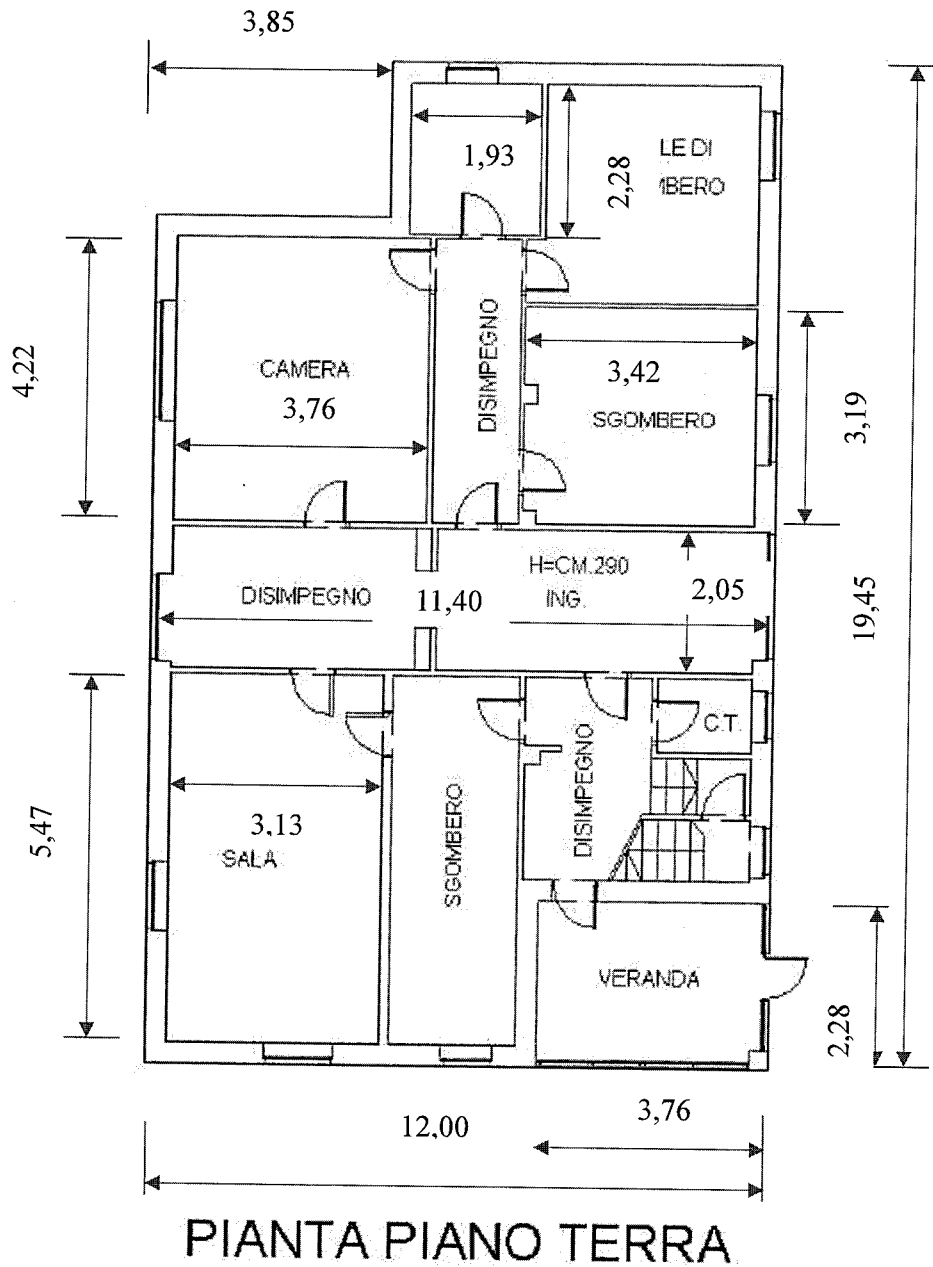 3,85
1,93
2,28
LE DI
MBERO
4,22
CAMERA
3,76
DISIMPEGNO
3,42
SGOMBERO
3,19
H=CM.290
DISIMPEGNO
11,40
ING.
2,05
19,45
5,47
3,13
SALA
SGOMBERO
DISIMPEGNO
C.T.
VERANDA
2,28
3,76
12,00
PIANTA PIANO TERRA